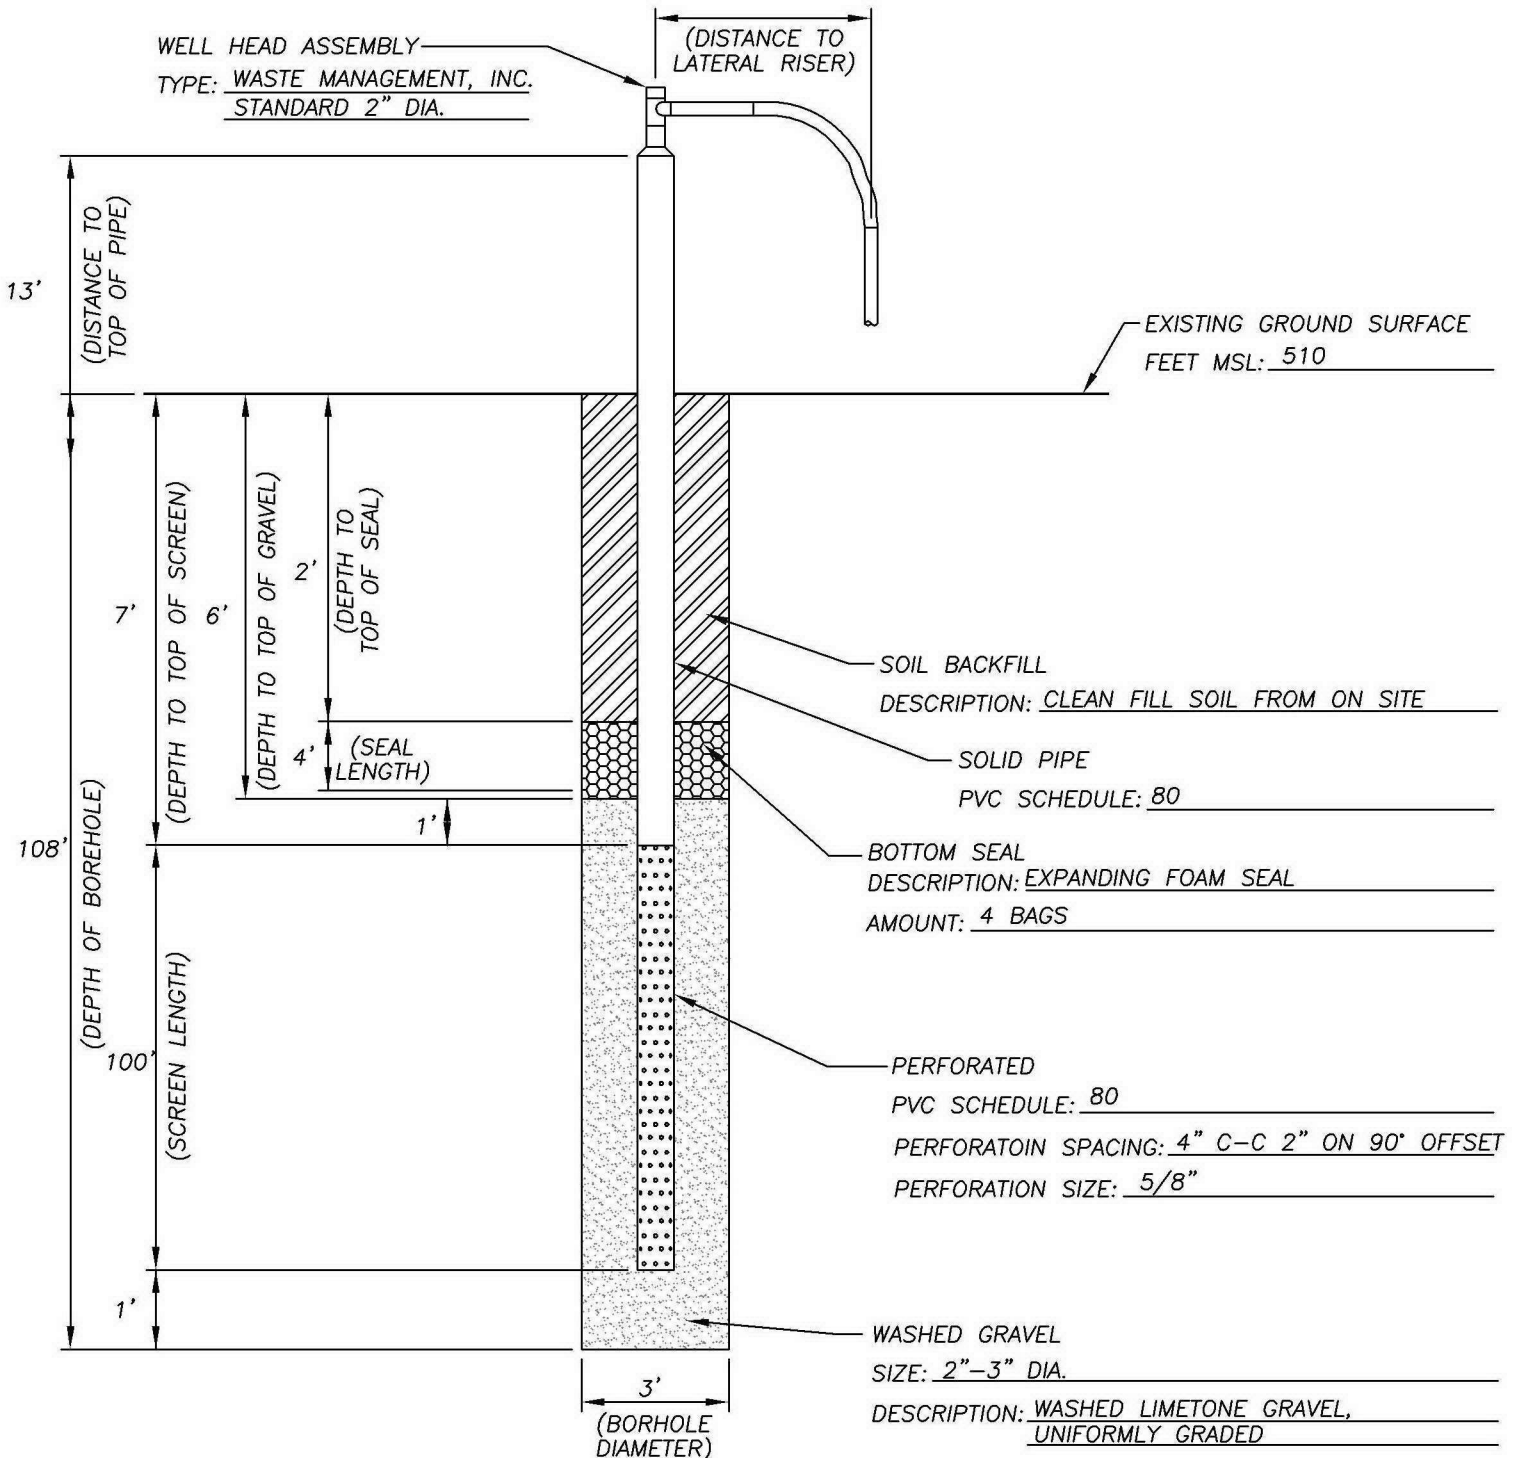 WELL HEAD ASSEMBLY
TYPE: WASTE MANAGEMENT, INC.
STANDARD 2" DIA.
(DISTANCE TO
LATERAL RISER)
13'
(DISTANCE TO
TOP OF PIPE)
EXISTING GROUND SURFACE
FEET MSL: 510
7'
(DEPTH TO TOP OF SCREEN)
6'
(DEPTH TO TOP OF GRAVEL)
2'
(DEPTH TO
TOP OF SEAL)
SOIL BACKFILL
DESCRIPTION: CLEAN FILL SOIL FROM ON SITE
4'
(SEAL
LENGTH)
SOLID PIPE
PVC SCHEDULE: 80
1'
108'
(DEPTH OF BOREHOLE)
BOTTOM SEAL
DESCRIPTION: EXPANDING FOAM SEAL
AMOUNT: 4 BAGS
100'
(SCREEN LENGTH)
PERFORATED
PVC SCHEDULE: 80
PERFORATOIN SPACING: 4" C-C 2" ON 90° OFFSET
PERFORATION SIZE: 5/8"
1'
WASHED GRAVEL
SIZE: 2"-3" DIA.
DESCRIPTION: WASHED LIMETONE GRAVEL,
UNIFORMLY GRADED
3'
(BORHOLE
DIAMETER)